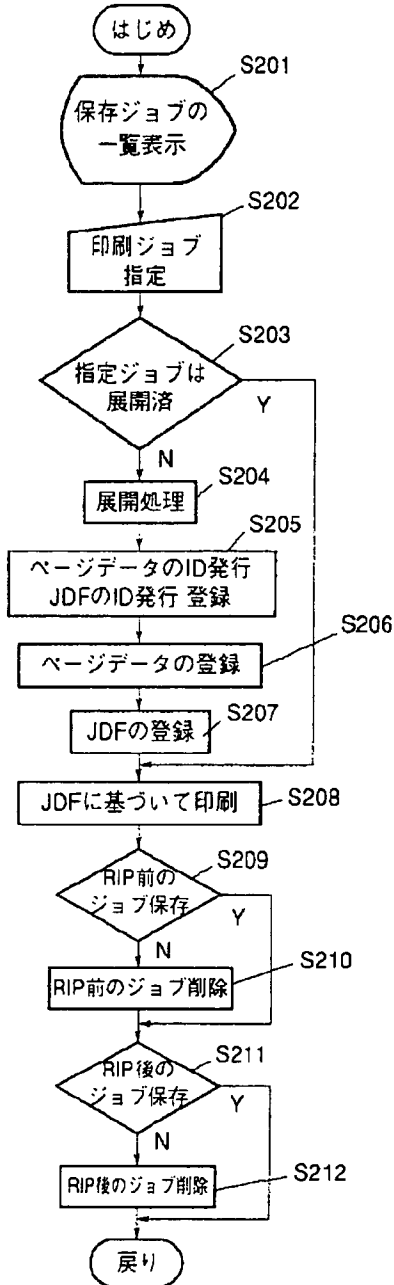 はじめ
S201
保存ジョブの
一覧表示
S202
印刷ジョブ
指定
S203
指定ジョブは
展開済
Y
N
S204
展開処理
S205
ページデータのID発行
JDFのID発行 登録
S206
ページデータの登録
S207
JDFの登録
S208
JDFに基づいて印刷
S209
RIP前の
ジョブ保存
Y
N
S210
RIP前のジョブ削除
S211
RIP後の
ジョブ保存
Y
N
S212
RIP後のジョブ削除
戻り